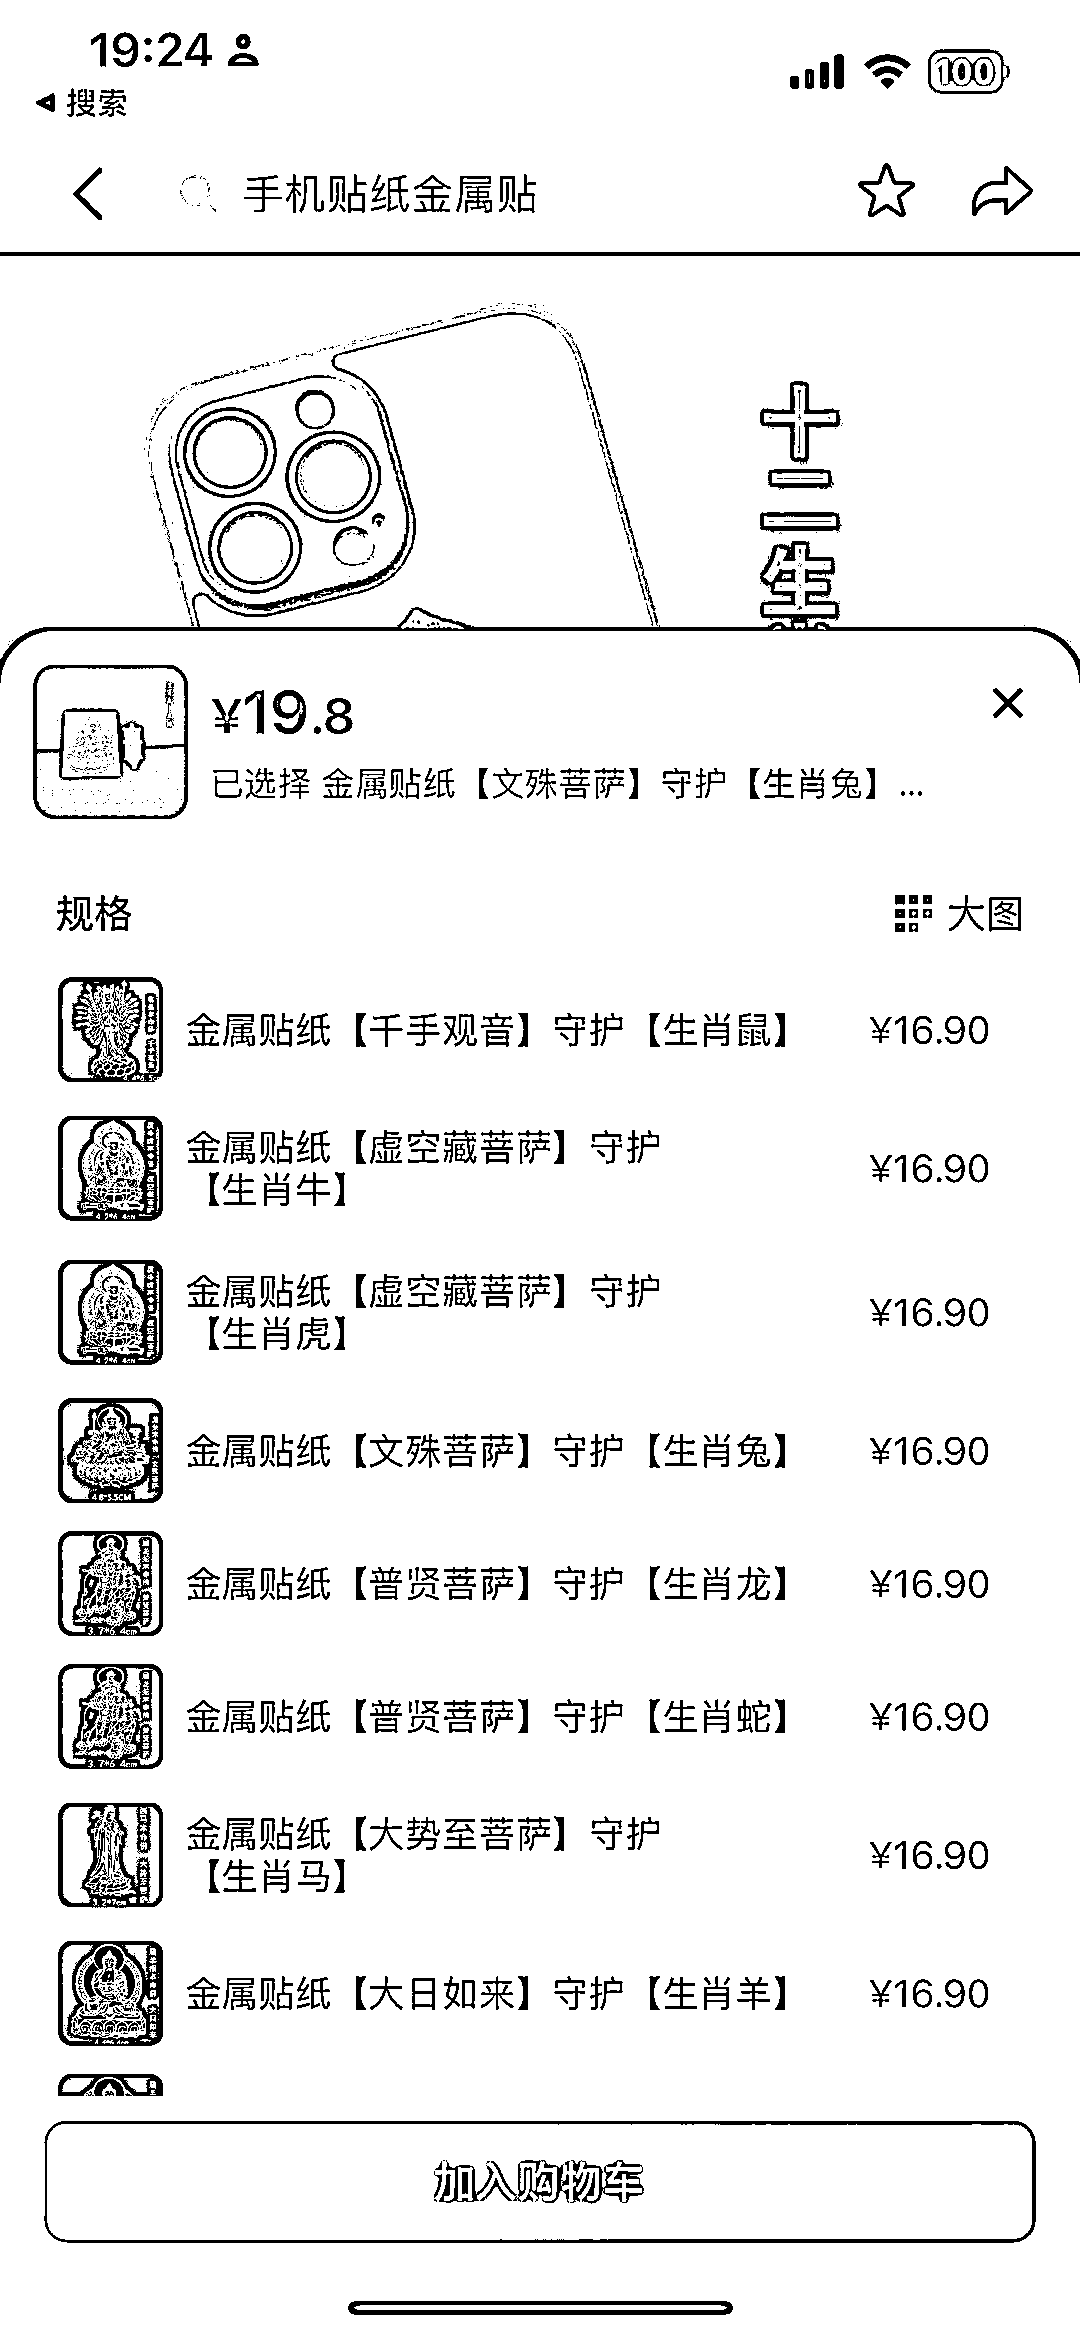 19:24
100
搜索
手机贴纸金属贴
十二生
¥19.8
已选择 金属贴纸【文殊菩萨】守护【生肖兔】...
规格
大图
金属贴纸【千手观音】守护【生肖鼠】 ¥16.90
金属贴纸【虚空藏菩萨】守护
【生肖牛】
¥16.90
金属贴纸【虚空藏菩萨】守护
【生肖虎】
¥16.90
金属贴纸【文殊菩萨】守护【生肖兔】 ¥16.90
金属贴纸【普贤菩萨】守护【生肖龙】 ¥16.90
3.7*6.4cm
金属贴纸【普贤菩萨】守护【生肖蛇】 ¥16.90
3.7*6.4cm
金属贴纸【大势至菩萨】守护
【生肖马】
¥16.90
金属贴纸【大日如来】守护【生肖羊】 ¥16.90
加入购物车